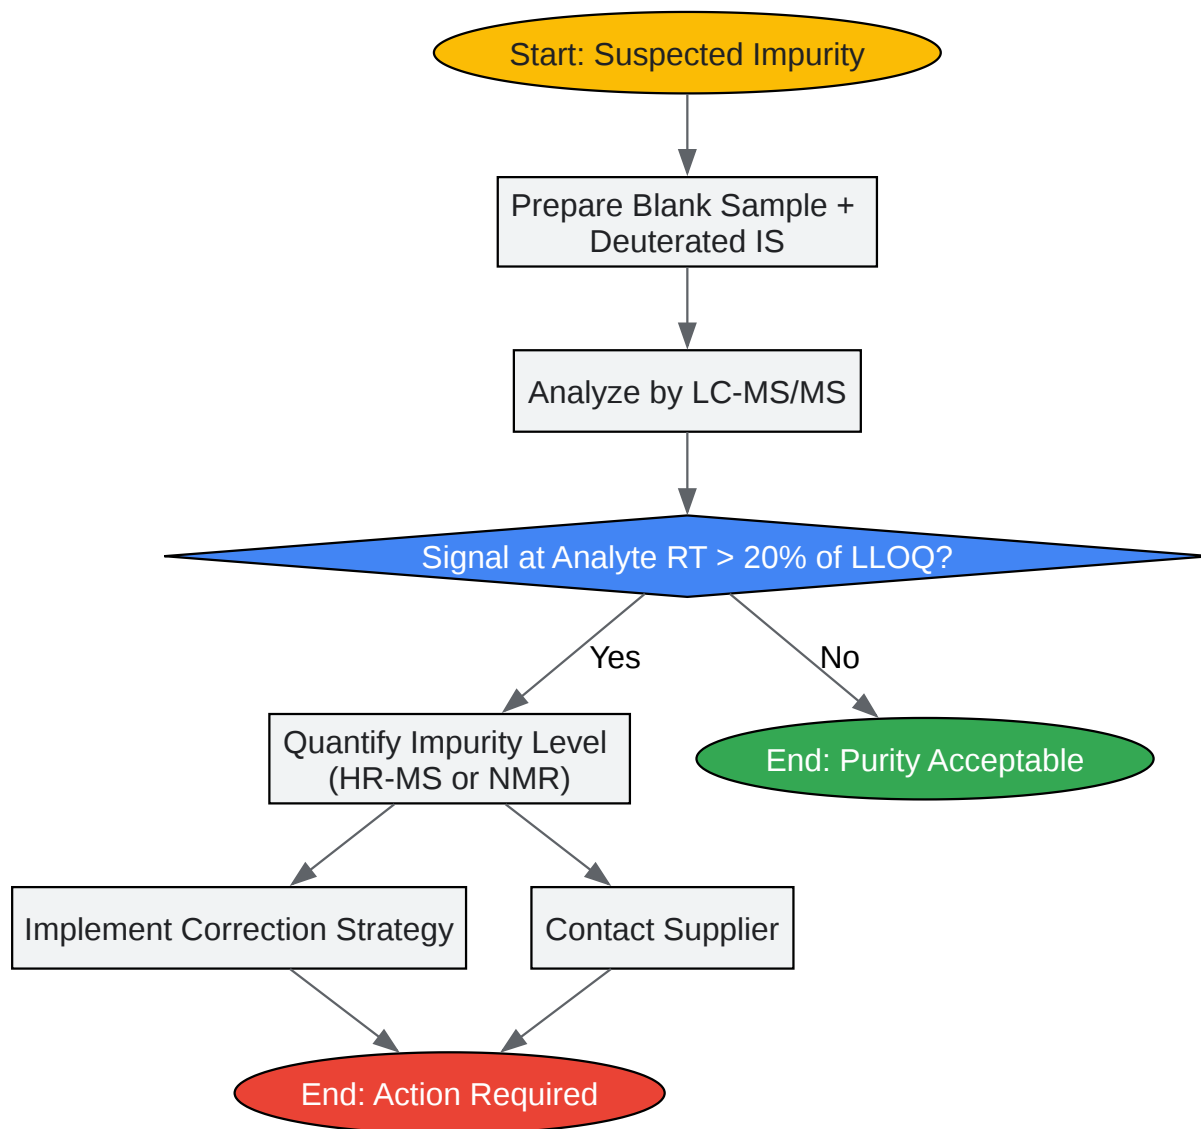 Start: Suspected Impurity
Prepare Blank Sample +
Deuterated IS
Analyze by LC-MS/MS
Signal at Analyte RT > 20% of LLOQ?
Yes
No
Quantify Impurity Level
(HR-MS or NMR)
End: Purity Acceptable
Implement Correction Strategy
Contact Supplier
End: Action Required